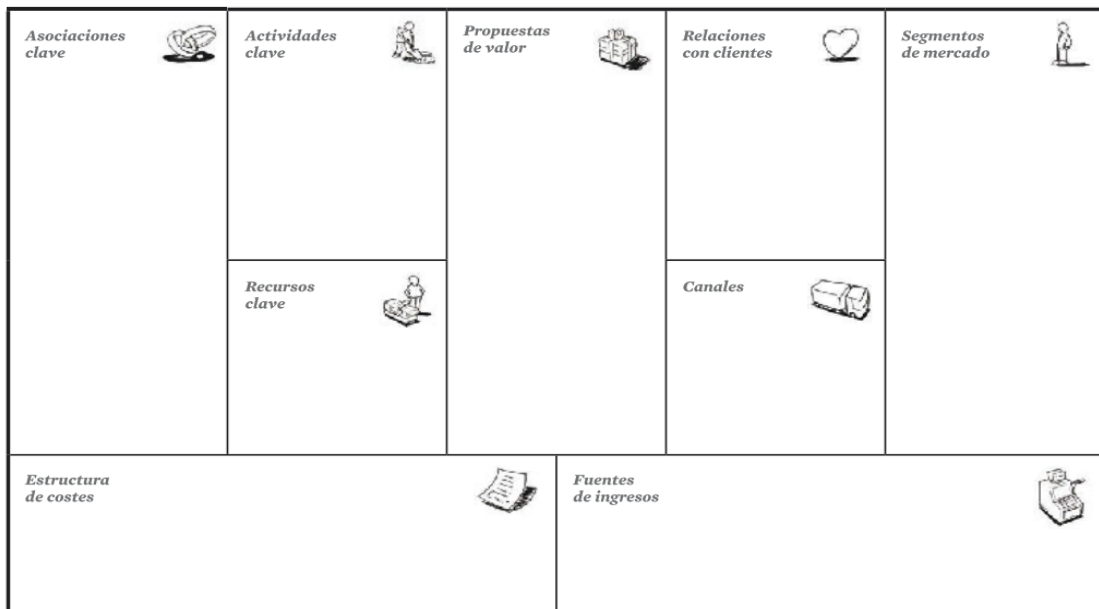 Asociaciones
clave
Actividades
clave
Propuestas
de valor
Relaciones
con clientes
Segmentos
de mercado
Recursos
clave
Canales
Estructura
de costes
Fuentes
de ingresos